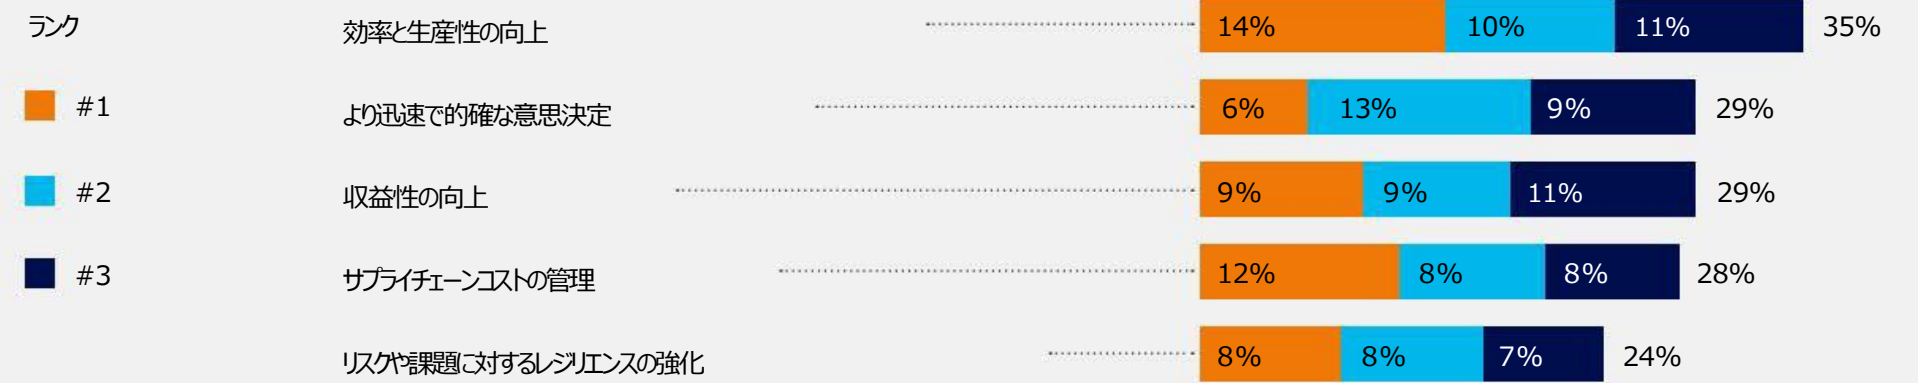 ランク
効率と生産性の向上 14% 10% 11% 35%
#1 より迅速で的確な意思決定 6% 13% 9% 29%
#2 収益性の向上 9% 9% 11% 29%
#3 サプライチェーンコストの管理 12% 8% 8% 28%
リスクや課題に対するレジリエンスの強化 8% 8% 7% 24%